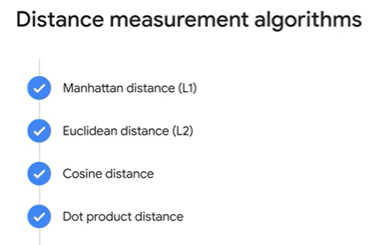 Distance measurement algorithms
Manhattan distance (L1)
Euclidean distance (L2)
Cosine distance
Dot product distance